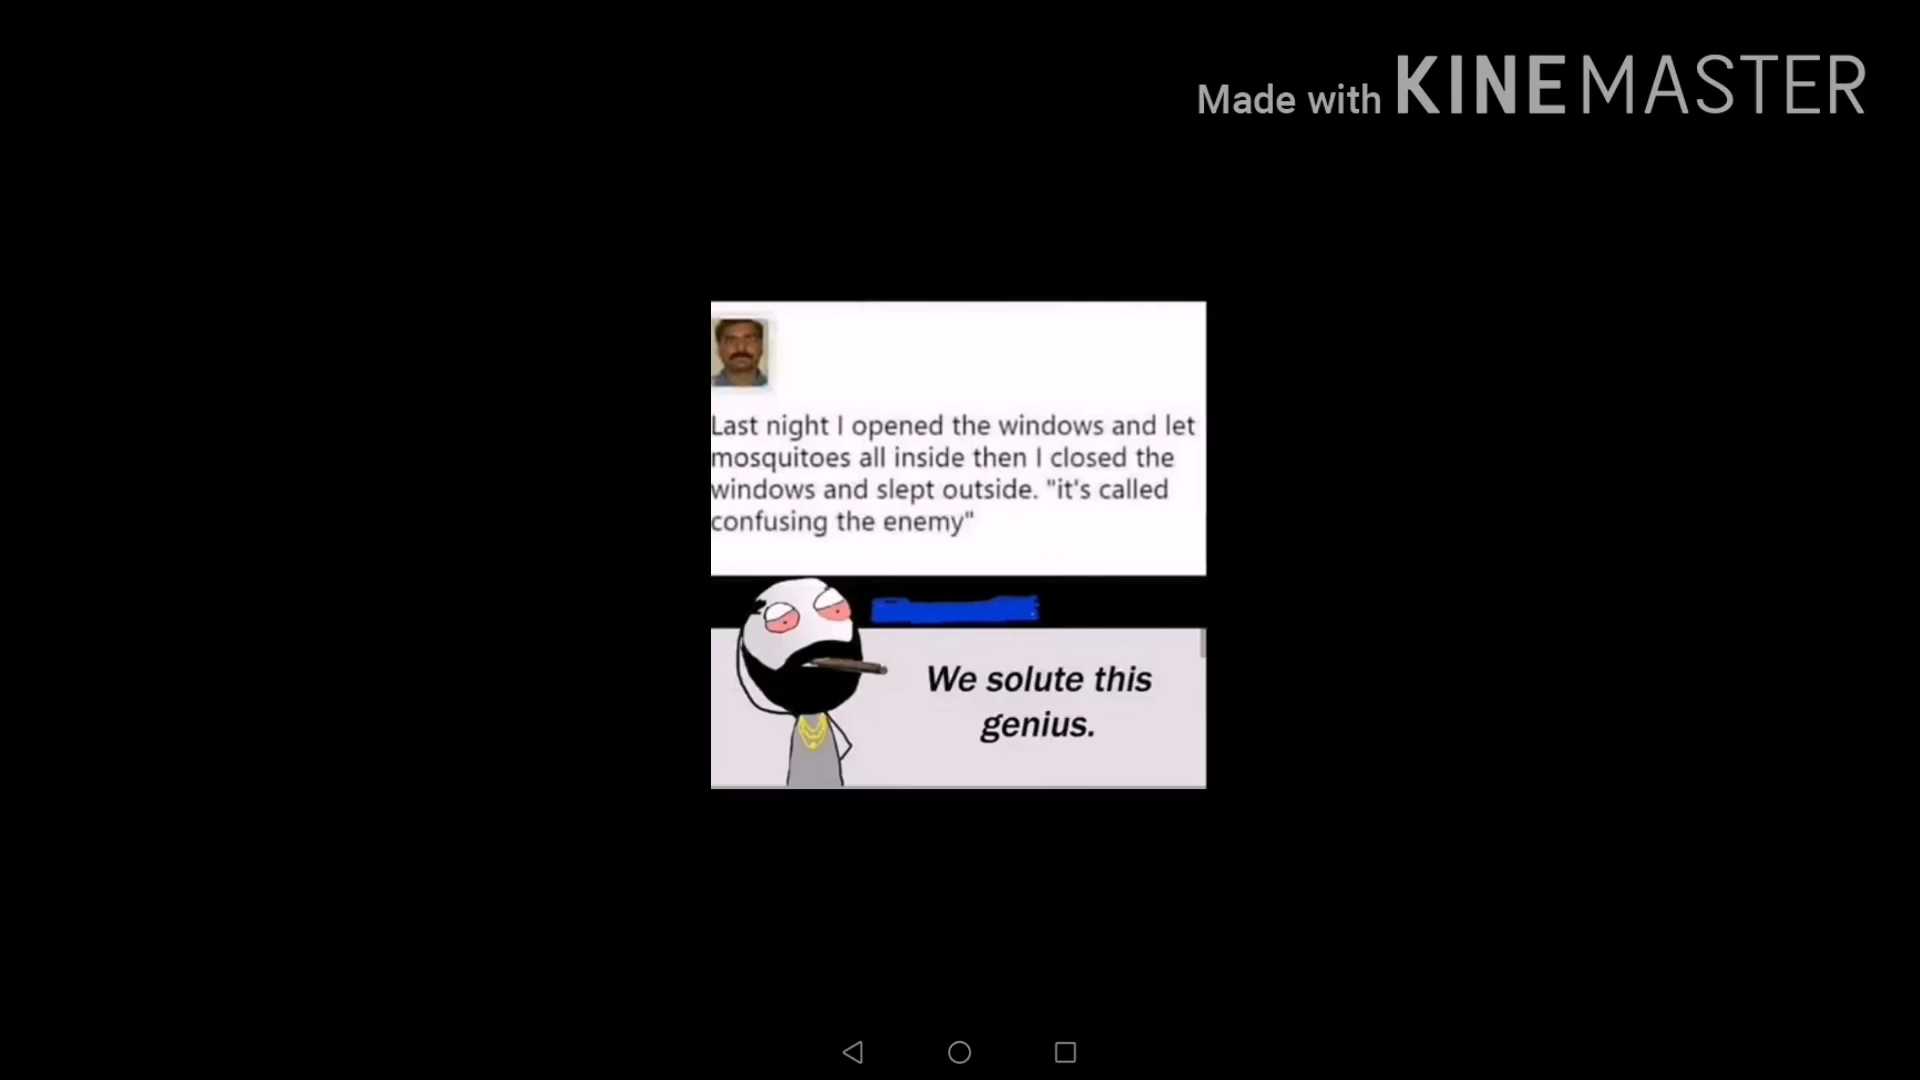 Made with KINEMASTER
Last night I opened the windows and let
mosquitoes all inside then I closed the
windows and slept outside. "it's called
confusing the enemy"
We solute this
genius.